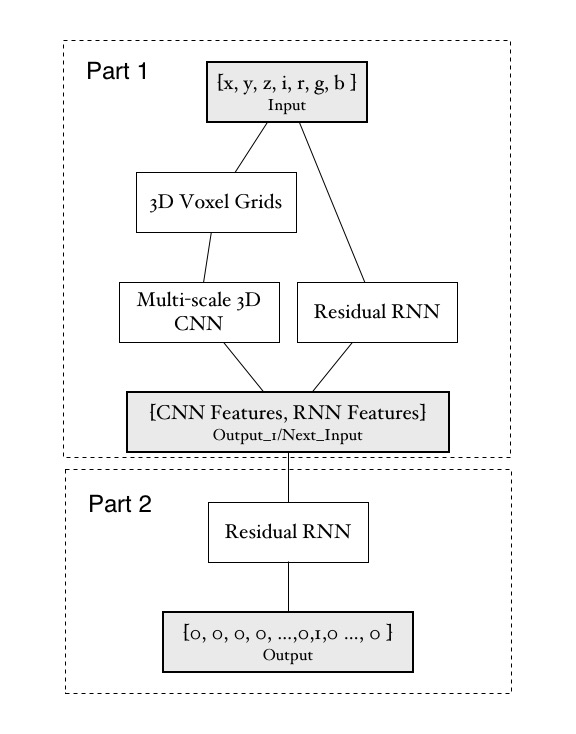 Part 1
{x, y, z, i, r, g, b }
Input
3D Voxel Grids
Multi-scale 3D
CNN
Residual RNN
{CNN Features, RNN Features}
Output_1/Next_Input
Part 2
Residual RNN
{0, 0, 0, 0, ...,0,1,0 ..., 0 }
Output